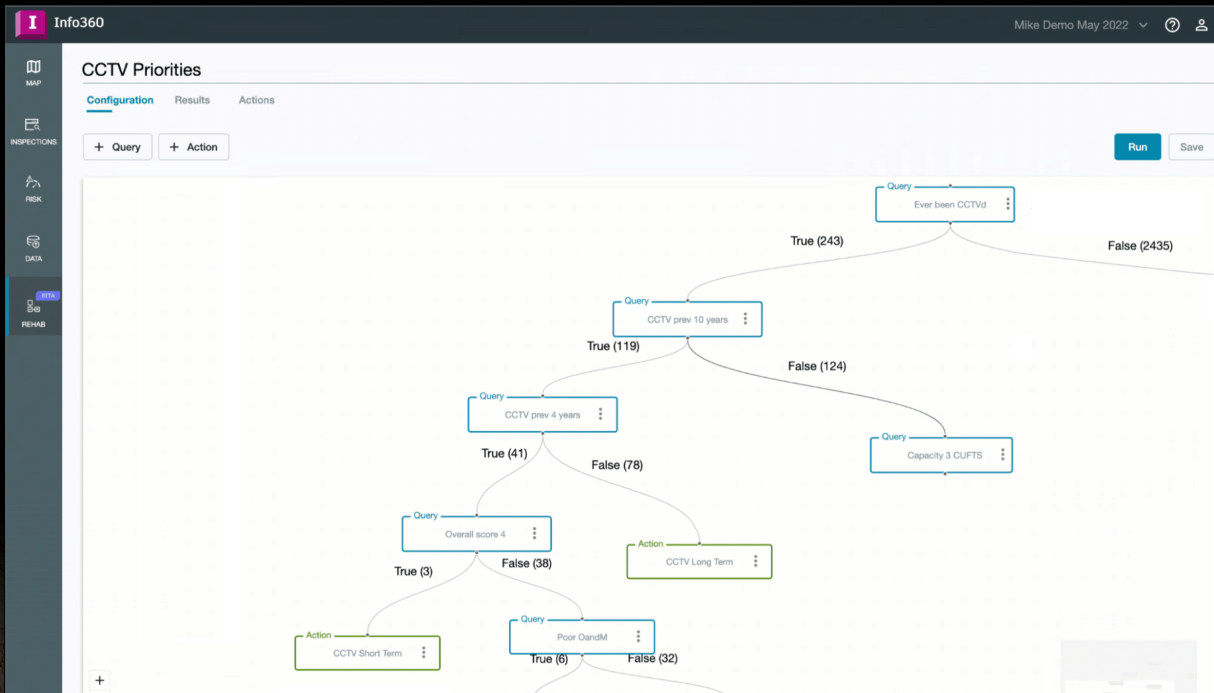 I Info360
Mike Demo May 2022
MAP
INSPECTIONS
RISK
DATA
BETA
REHAB
CCTV Priorities
Configuration Results Actions
+ Query + Action
Run Save
Query
Ever been CCTVd
True (243) False (2435)
Query
CCTV prev 10 years
True (119) False (124)
Query
CCTV prev 4 years
Query
Capacity 3 CUFTS
True (41) False (78)
Query
Overall score 4
Action
CCTV Long Term
True (3) False (38)
Query
Poor OandM
Action
CCTV Short Term
True (6) False (32)
+